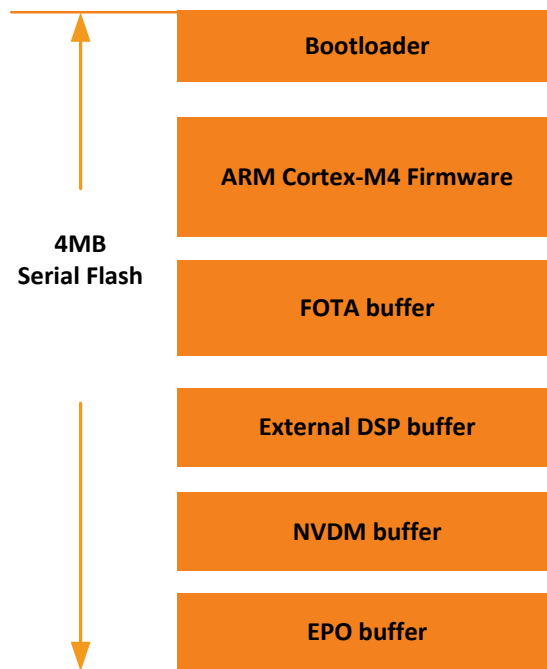 Bootloader
ARM Cortex-M4 Firmware
4MB
Serial Flash
FOTA buffer
External DSP buffer
NVDM buffer
EPO buffer